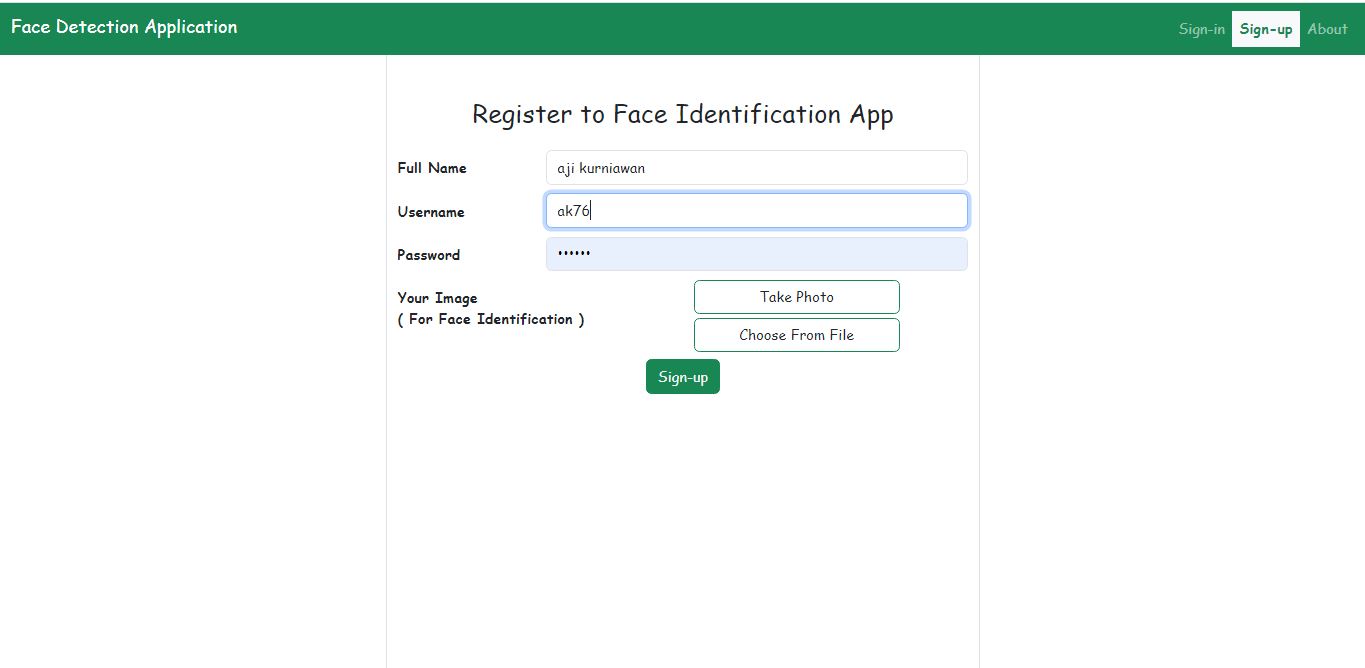 Face Detection Application
Sign-in Sign-up About
Register to Face Identification App
Full Name aji kurniawan
Username ak76
Password ••••••
Your Image
( For Face Identification )
Take Photo
Choose From File
Sign-up